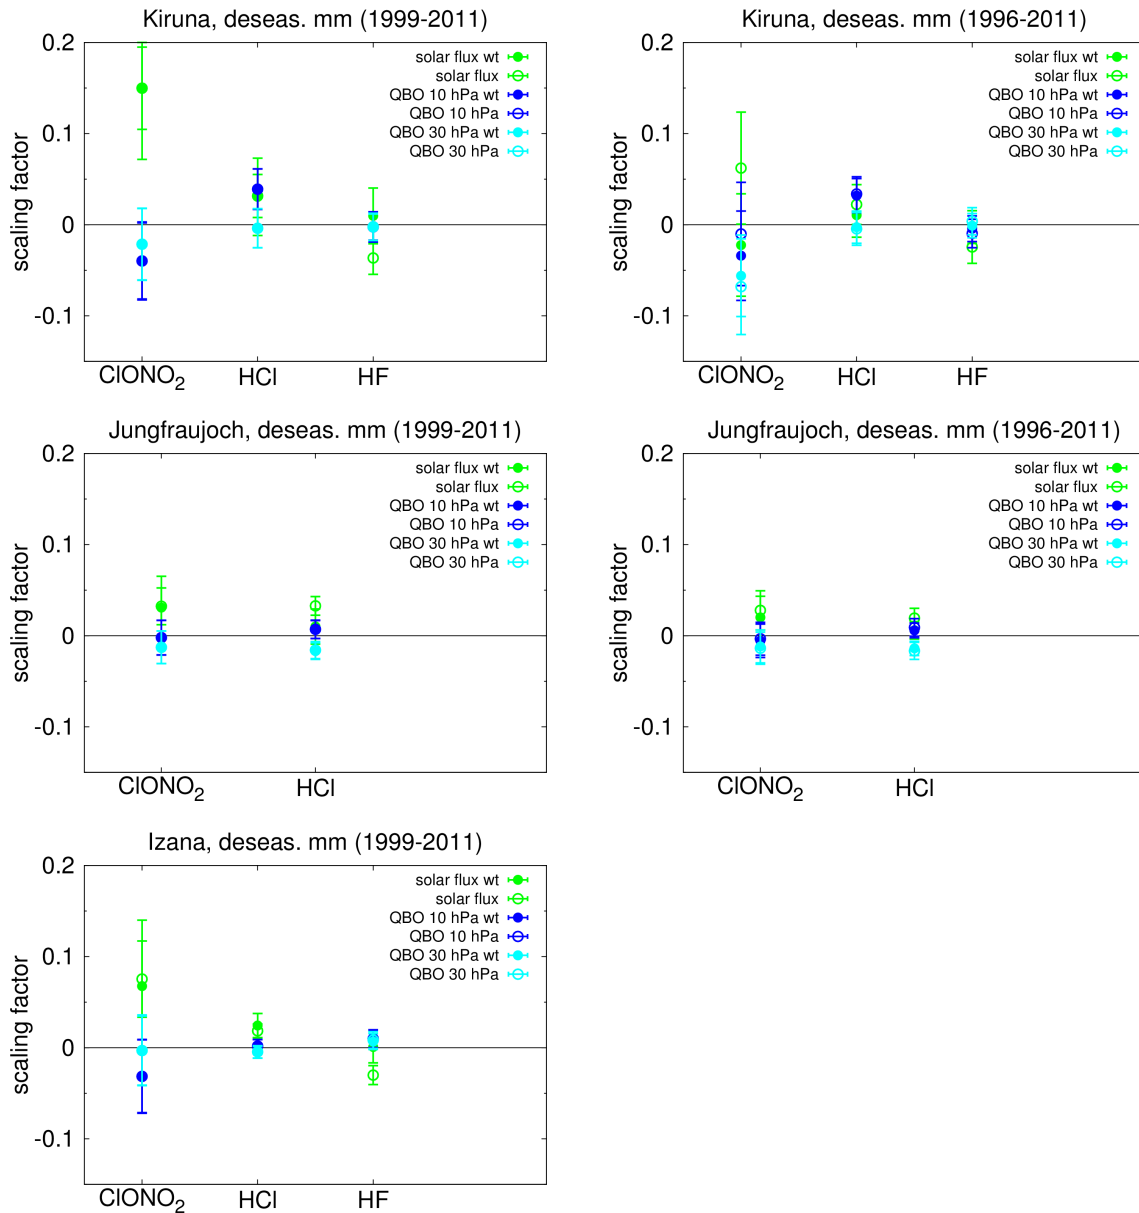 Kiruna, deseas. mm (1999-2011)
scaling factor
0.2
0.1
0
-0.1
solar flux wt
solar flux
QBO 10 hPa wt
QBO 10 hPa
QBO 30 hPa wt
QBO 30 hPa
ClONO2
HCl
HF
Kiruna, deseas. mm (1996-2011)
scaling factor
0.2
0.1
0
-0.1
solar flux wt
solar flux
QBO 10 hPa wt
QBO 10 hPa
QBO 30 hPa wt
QBO 30 hPa
ClONO2
HCl
HF
Jungfraujoch, deseas. mm (1999-2011)
scaling factor
0.2
0.1
0
-0.1
solar flux wt
solar flux
QBO 10 hPa wt
QBO 10 hPa
QBO 30 hPa wt
QBO 30 hPa
ClONO2
HCl
Jungfraujoch, deseas. mm (1996-2011)
scaling factor
0.2
0.1
0
-0.1
solar flux wt
solar flux
QBO 10 hPa wt
QBO 10 hPa
QBO 30 hPa wt
QBO 30 hPa
ClONO2
HCl
Izana, deseas. mm (1999-2011)
scaling factor
0.2
0.1
0
-0.1
solar flux wt
solar flux
QBO 10 hPa wt
QBO 10 hPa
QBO 30 hPa wt
QBO 30 hPa
ClONO2
HCl
HF